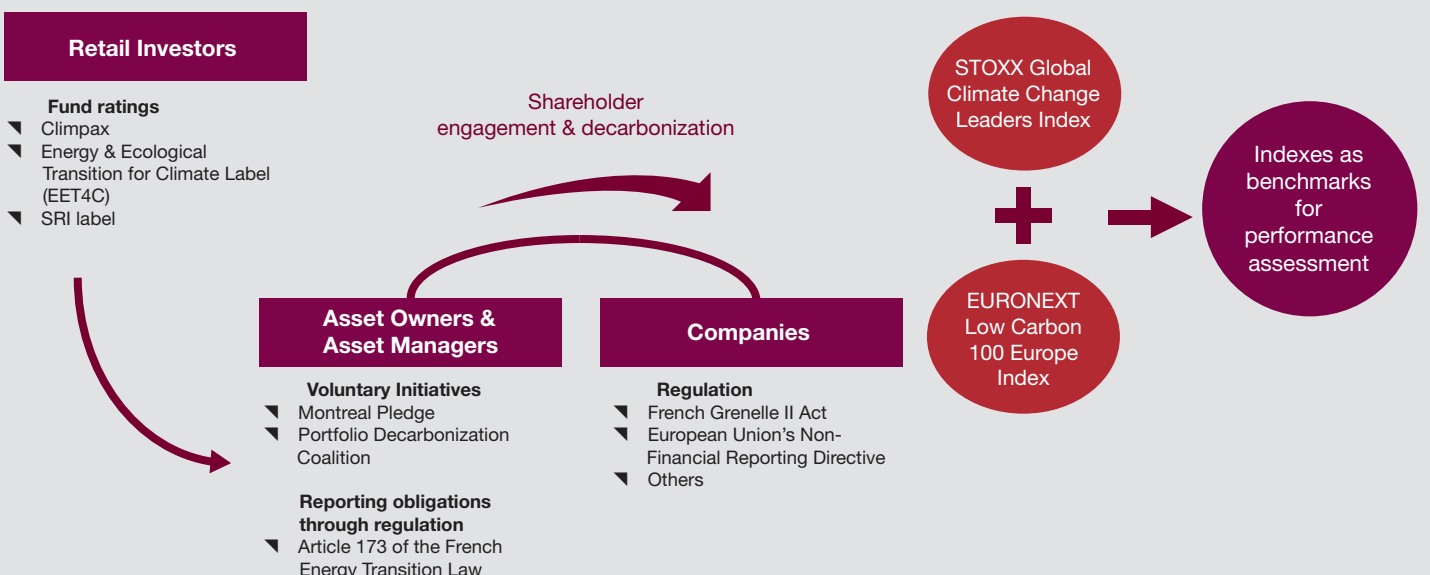 Retail Investors
Fund ratings
Climpax
Energy & Ecological
Transition for Climate Label
(EET4C)
SRI label
Shareholder
engagement & decarbonization
Asset Owners &
Asset Managers
Voluntary Initiatives
Montreal Pledge
Portfolio Decarbonization
Coalition
Reporting obligations
through regulation
Article 173 of the French
Energy Transition Law
Companies
Regulation
French Grenelle II Act
European Union's Non-
Financial Reporting Directive
Others
STOXX Global
Climate Change
Leaders Index
EURONEXT
Low Carbon
100 Europe
Index
Indexes as
benchmarks
for
performance
assessment